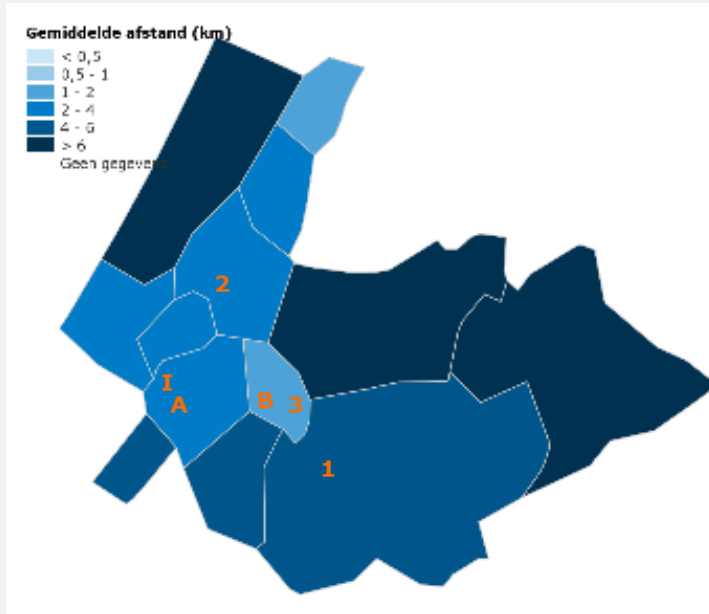 Gemiddelde afstand (km)
< 0,5
0,5 - 1
1 - 2
2 - 4
4 - 6
> 6
Geen gegevens
2
I
A
B 3
1